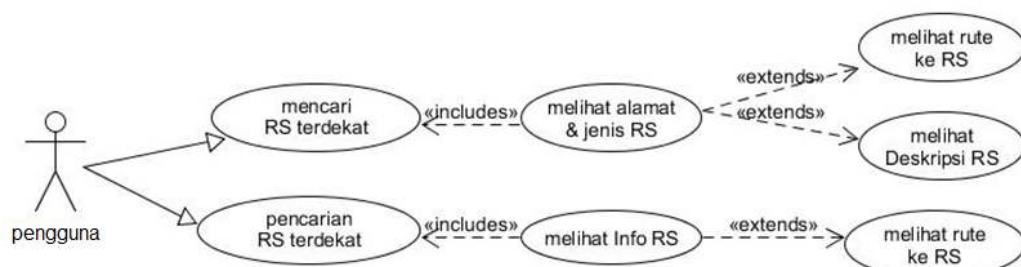 melihat rute
ke RS
«extends»
mencari
RS terdekat
«includes»
melihat alamat
& jenis RS
«extends»
melihat
Deskripsi RS
pengguna
pencarian
RS terdekat
«includes»
melihat Info RS
«extends»
melihat rute
ke RS